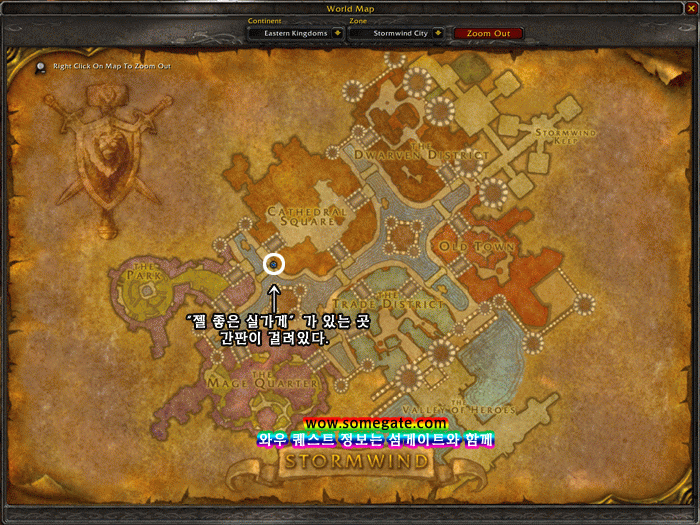 World Map
Continent Zone
Eastern Kingdoms Stormwind City Zoom Out
Right Click On Map To Zoom Out
STORMWIND
KEEP
THE
DWARVEN DISTRICT
CATHEDRAL
SQUARE
OLD TOWN
THE
PARK
THE
TRADE DISTRICT
"젤 좋은 실가게" 가 있는 곳
간판이 걸려있다.
THE
MAGE QUARTER
THE
VALLEY OF HEROES
wow.somegate.com
와우 퀘스트 정보는 섬게이트와 함께
STORMWIND